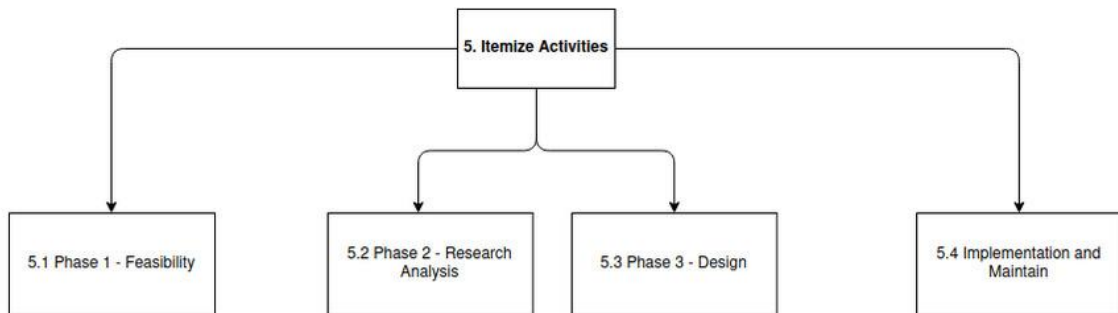 5. Itemize Activities
5.1 Phase 1 - Feasibility
5.2 Phase 2 - Research
Analysis
5.3 Phase 3 - Design
5.4 Implementation and
Maintain